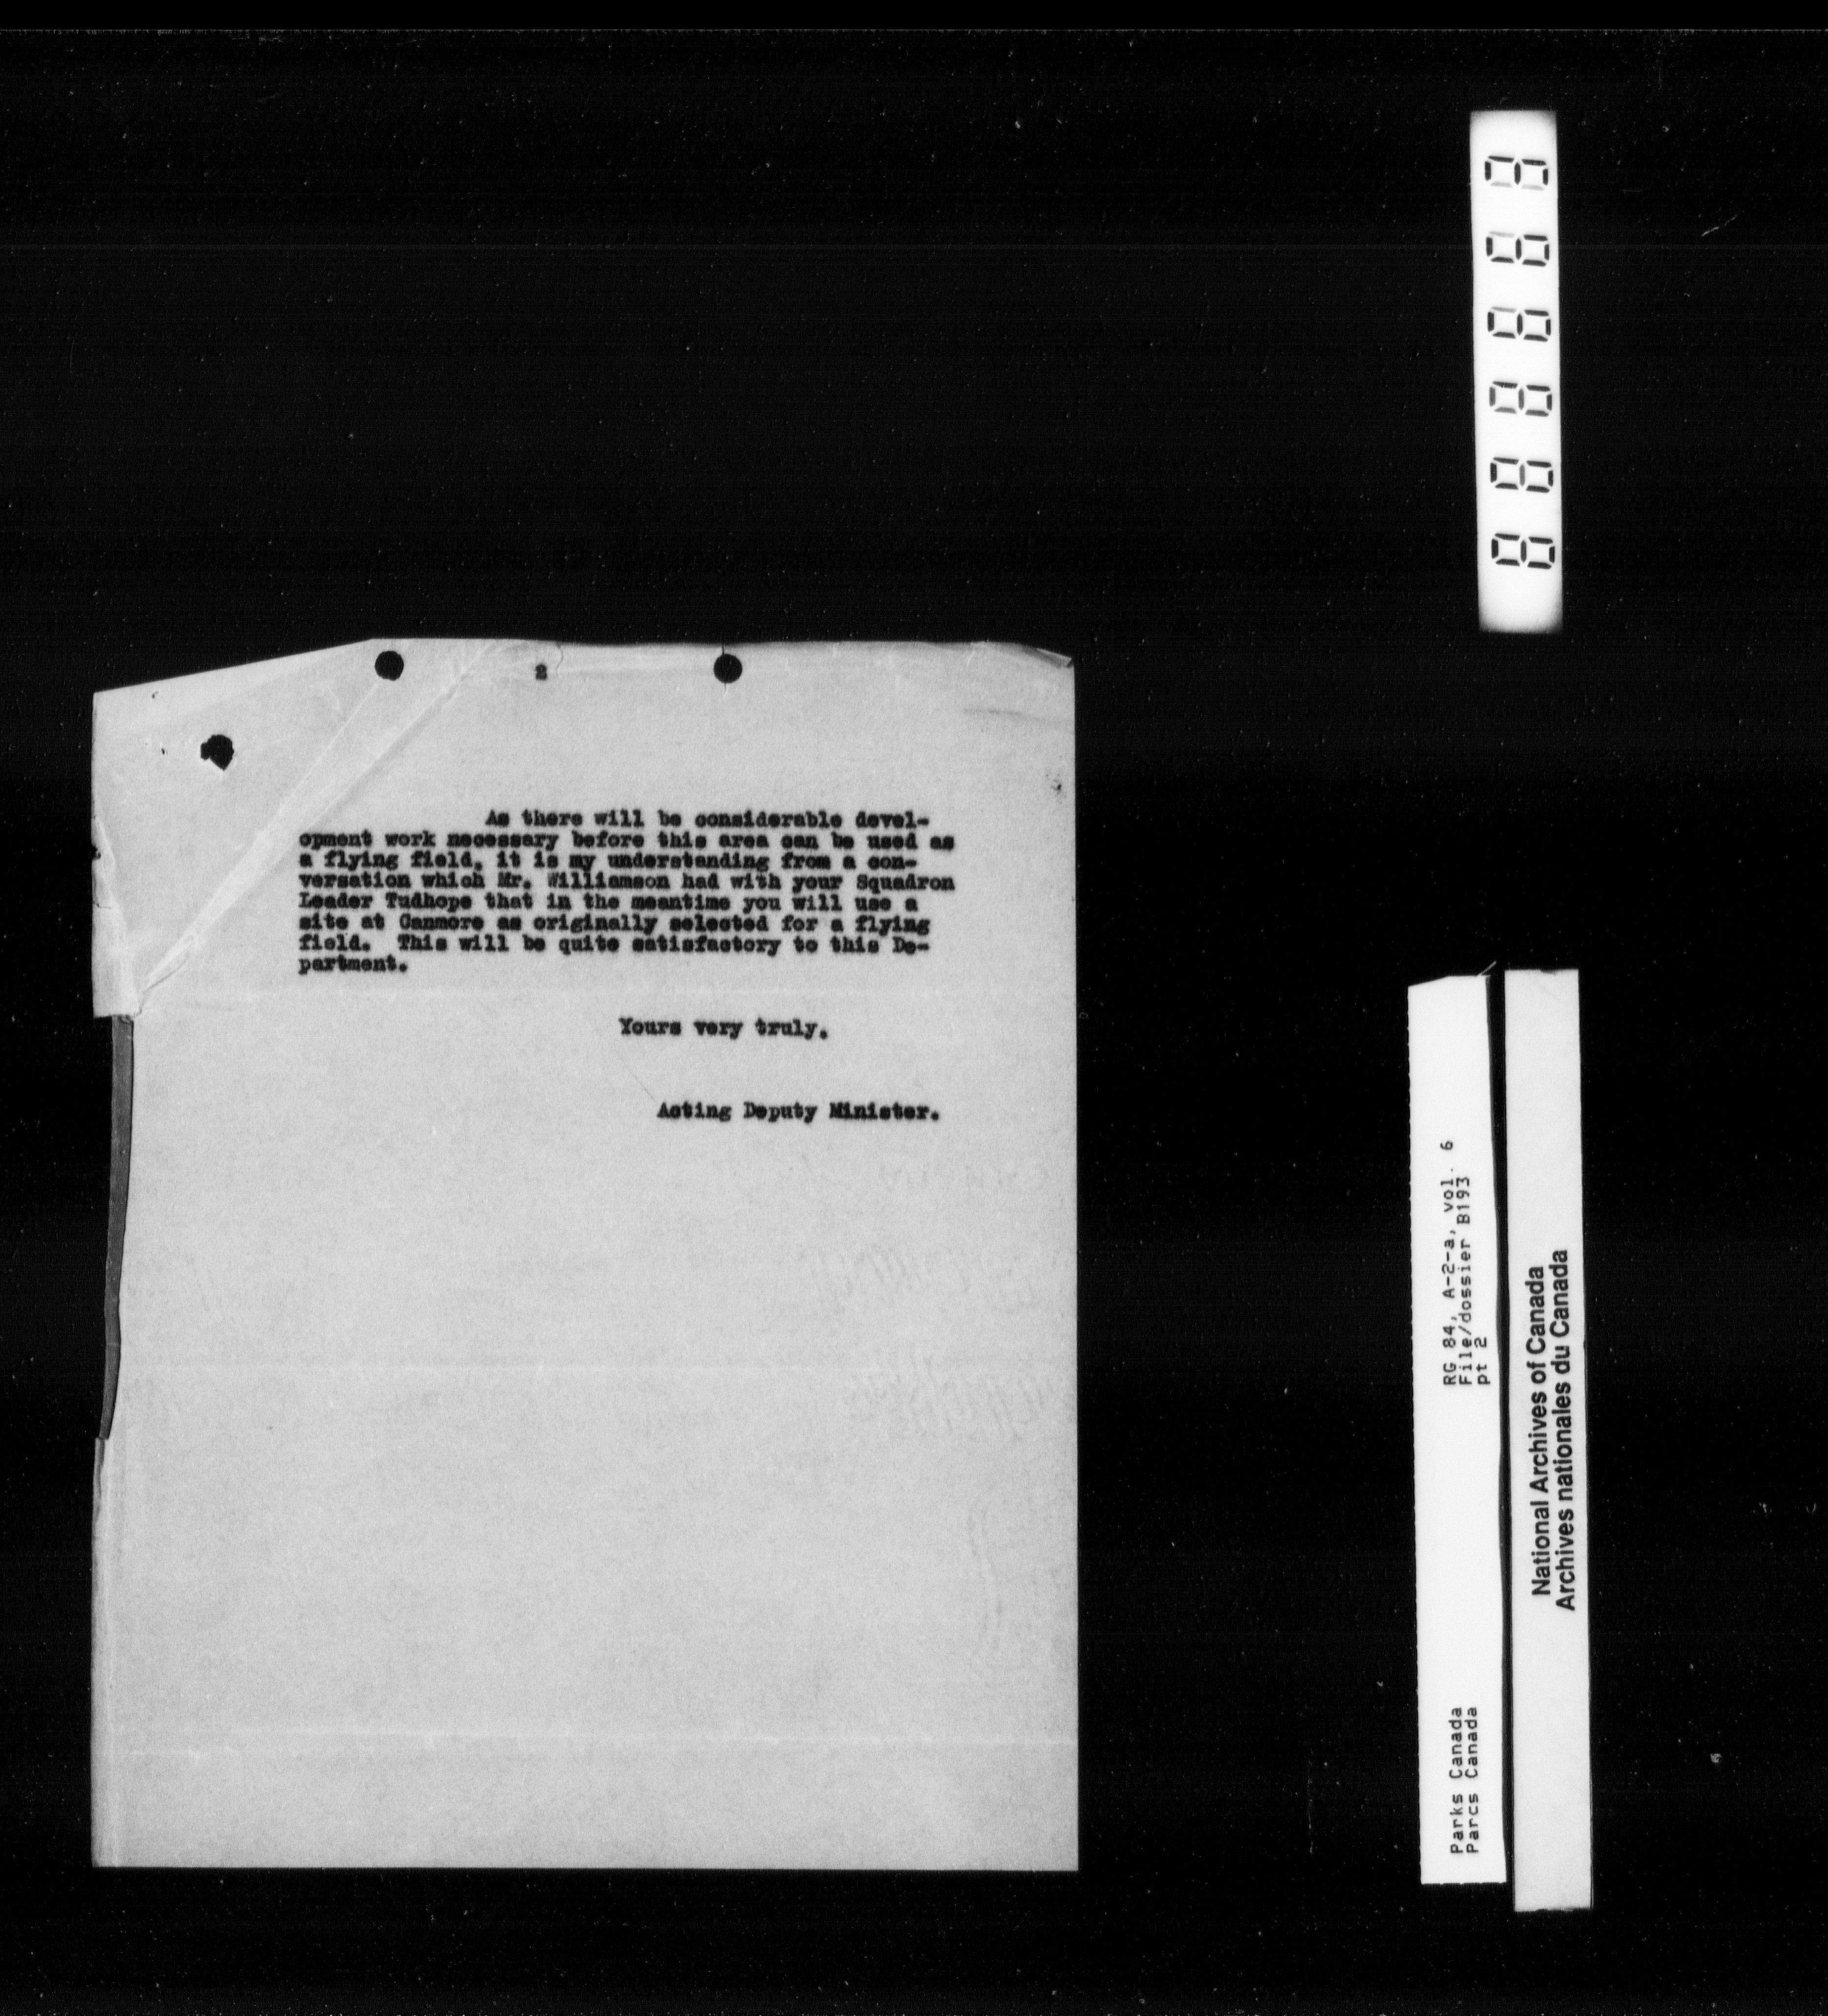 2
As there will be considerable devel-
opment work necessary before this area can be used as
a flying field, it is my understanding from a con-
versation which Mr. Williamson had with your Squadron
Leader Tudhope that in the meantime you will use a
site at Canmore as originally selected for a flying
field. This will be quite satisfactory to this De-
partment.
Yours very truly.
Acting Deputy Minister.
RG 84, A-2-a, vol. 6
File/dossier B193
pt 2
Parks Canada
Parcs Canada
National Archives of Canada
Archives nationales du Canada